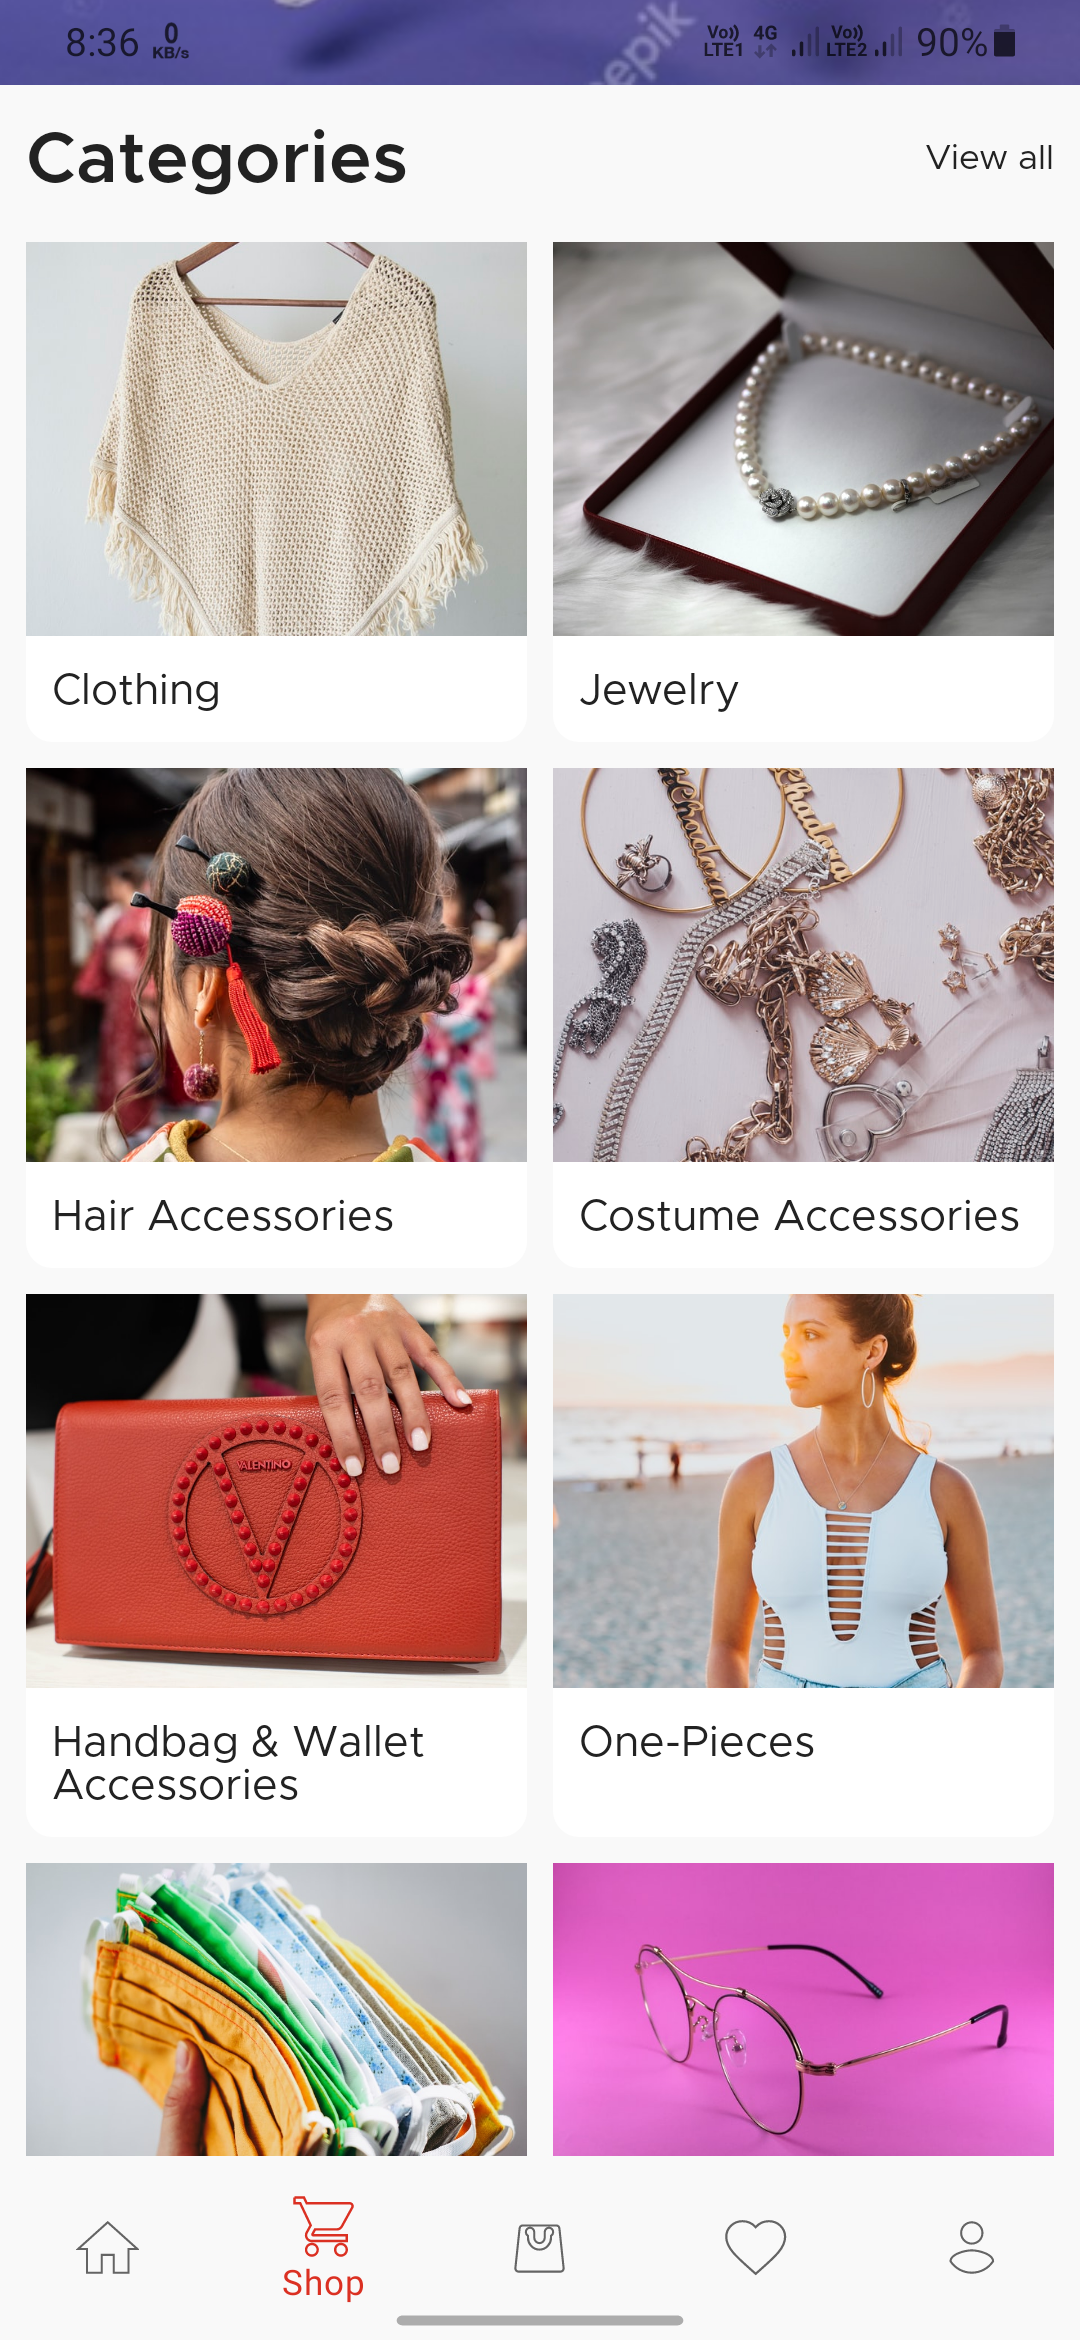 8:36
0
KB/s
epik
Vo))
LTE1
4G
Vo))
LTE2
90%
Categories
View all
Clothing
Jewelry
Hair Accessories
Costume Accessories
VALENTINO
Handbag & Wallet
Accessories
One-Pieces
Shop